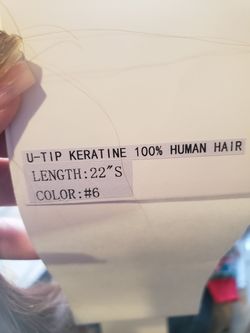 U-TIP KERATINE 100% HUMAN HAIR
LENGTH:22"S
COLOR:#6